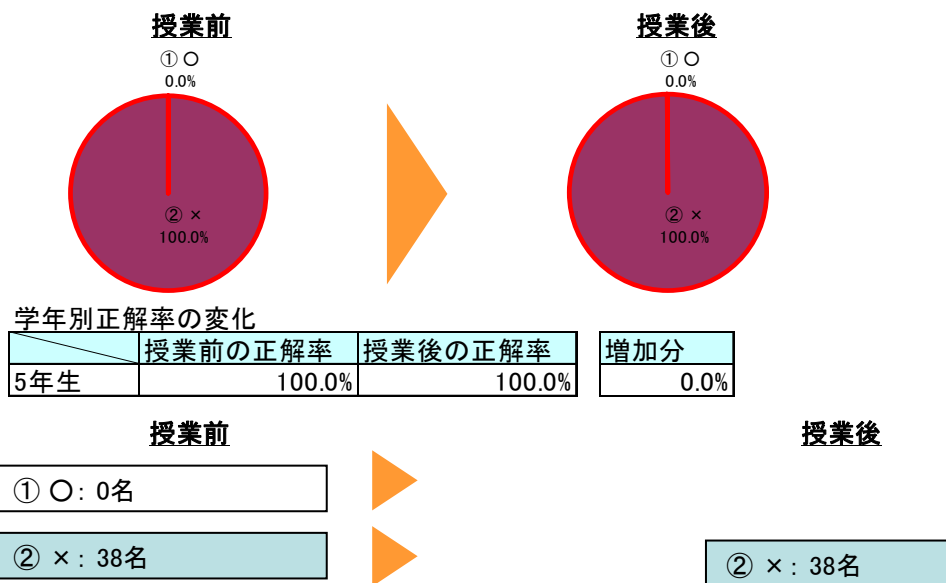 授業前
① ○
0.0%
② ×
100.0%
授業後
① ○
0.0%
② ×
100.0%
学年別正解率の変化
授業前の正解率 授業後の正解率 増加分
5年生 100.0% 100.0% 0.0%
授業前 授業後
① ○: 0名
② ×: 38名 ② ×: 38名